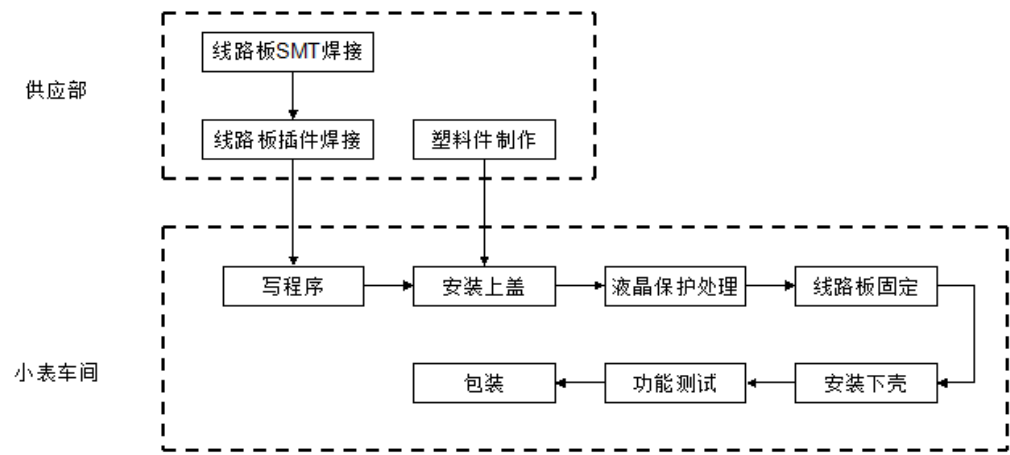 线路板SMT焊接
供应部
线路板插件焊接
塑料件制作
写程序
安装上盖
液晶保护处理
线路板固定
小表车间
包装
功能测试
安装下壳